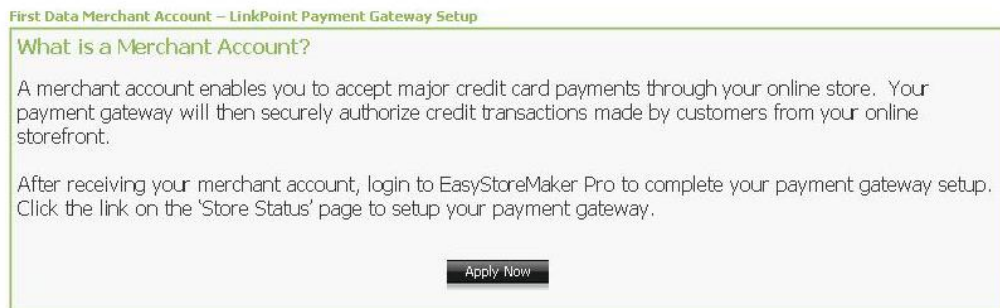 First Data Merchant Account – LinkPoint Payment Gateway Setup
What is a Merchant Account?
A merchant account enables you to accept major credit card payments through your online store.  Your
payment gateway will then securely authorize credit transactions made by customers from your online
storefront.
After receiving your merchant account, login to EasyStoreMaker Pro to complete your payment gateway setup.
Click the link on the ‘Store Status’ page to setup your payment gateway.
Apply Now